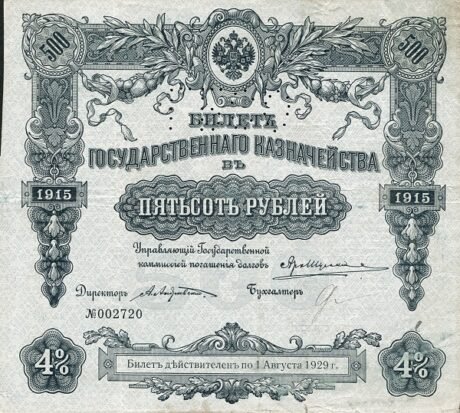 500 500
БИЛЕТЪ
ГОСУДАРСТВЕННАГО КАЗНАЧЕЙСТВА
ВЪ
1915 ПЯТЬСОТЪ РУБЛЕЙ 1915
Управляющій Государственной
коммиссіей погашенія долговъ
Директоръ Бухгалтеръ
№002720
4% Билетъ дѣйствителенъ по 1 Августа 1929 г. 4%